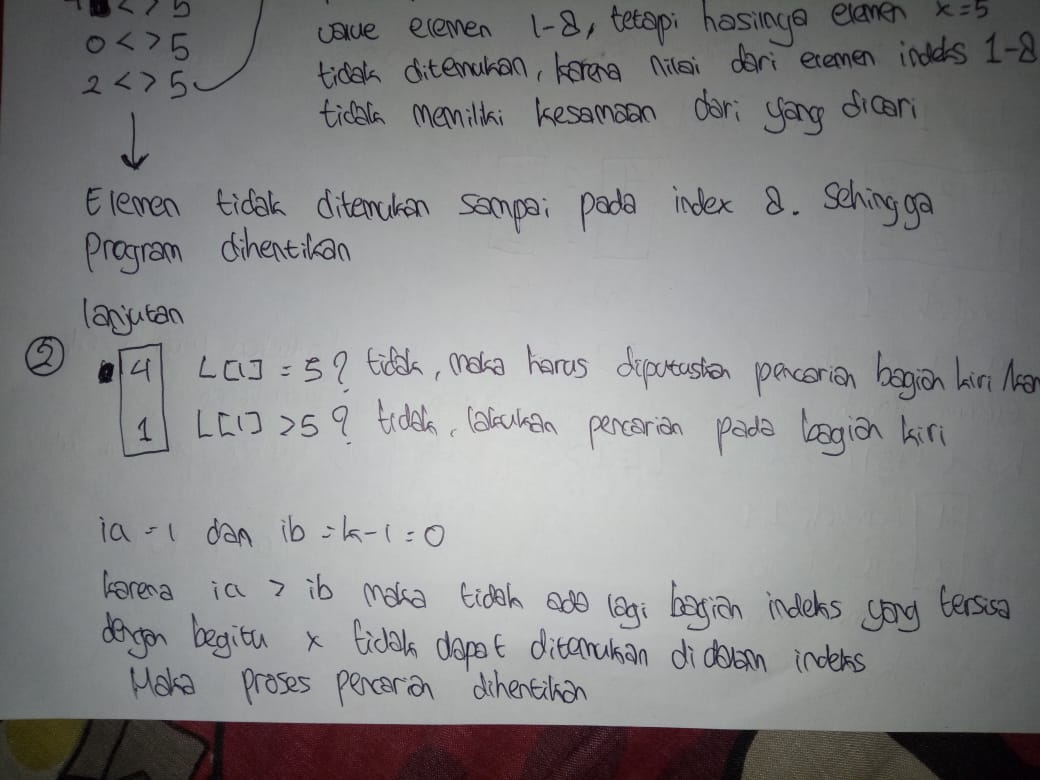 <> 5
0 <> 5
2 <> 5
value elemen 1-8, tetapi hasinya elemen x=5
tidak ditemukan, karena nilai dari elemen indeks 1-8
tidak memiliki kesamaan dari yang dicari
Elemen tidak ditemukan sampai pada index 8. Sehingga
Program dihentikan
lanjutan
② 4 L[1] = 5? tidak, maka harus diputuskan pencarian bagian kiri /kan
1 L[1] >5? tidak, lakukan pencarian pada bagian kiri
ia = 1 dan ib = k-1 = 0
karena ia > ib maka tidak ada lagi bagian indeks yang tersisa
dengan begitu x tidak dapat ditemukan di dalam indeks
Maka proses pencarian dihentikan